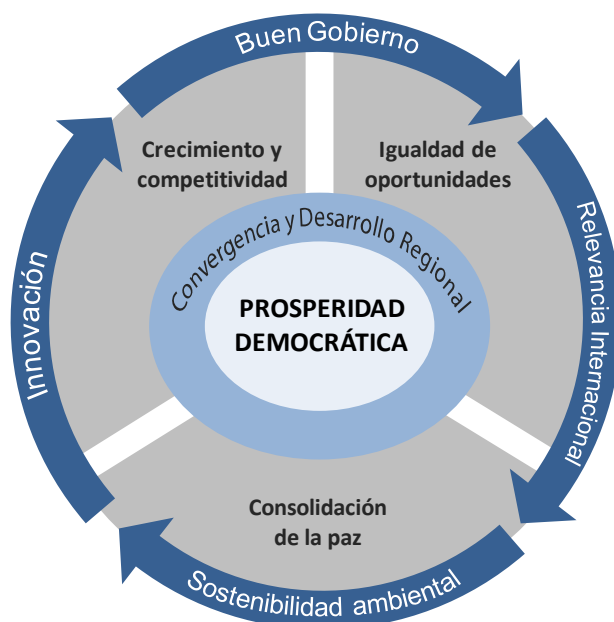 Buen Gobierno
Crecimiento y
competitividad
Igualdad de
oportunidades
Convergencia y Desarrollo Regional
PROSPERIDAD
DEMOCRÁTICA
Innovación
Relevancia Internacional
Consolidación
de la paz
Sostenibilidad ambiental